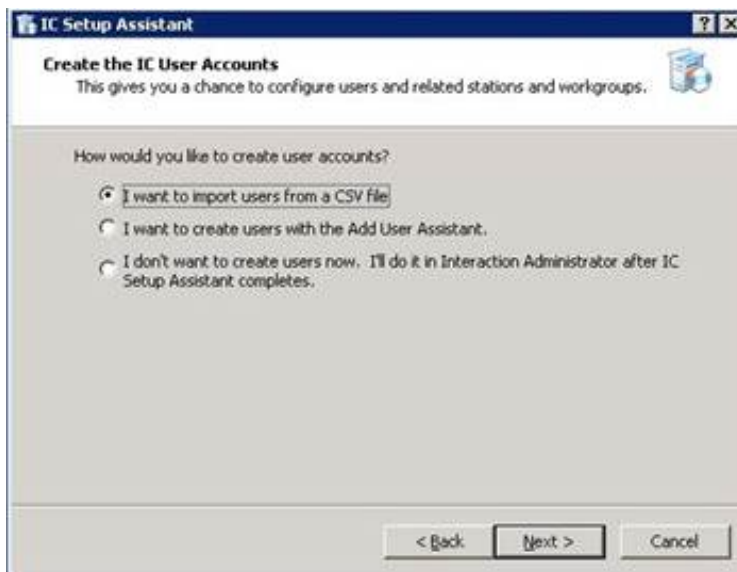 IC Setup Assistant
Create the IC User Accounts
This gives you a chance to configure users and related stations and workgroups.
How would you like to create user accounts?
I want to import users from a CSV file
I want to create users with the Add User Assistant.
I don't want to create users now. I'll do it in Interaction Administrator after IC
Setup Assistant completes.
< Back Next > Cancel